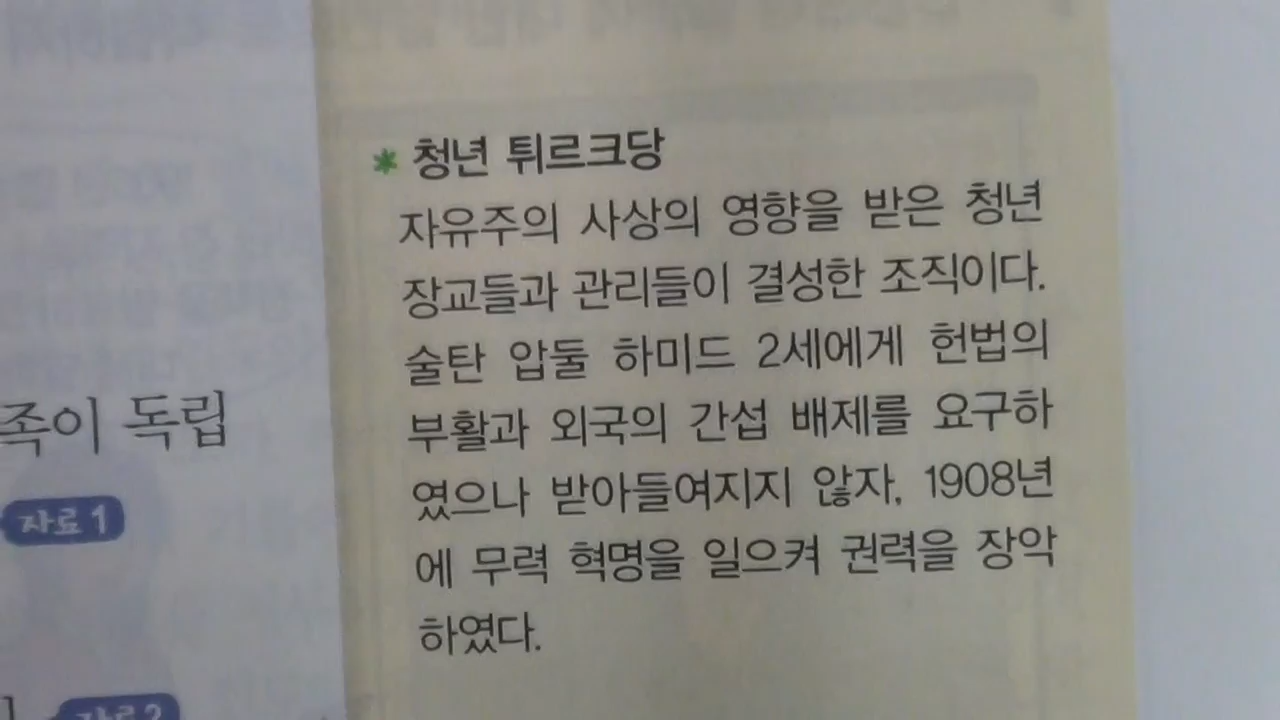 * 청년 튀르크당
자유주의 사상의 영향을 받은 청년
장교들과 관리들이 결성한 조직이다.
술탄 압둘 하미드 2세에게 헌법의
부활과 외국의 간섭 배제를 요구하
였으나 받아들여지지 않자, 1908년
에 무력 혁명을 일으켜 권력을 장악
하였다.
족이 독립
자료 1
자료 2